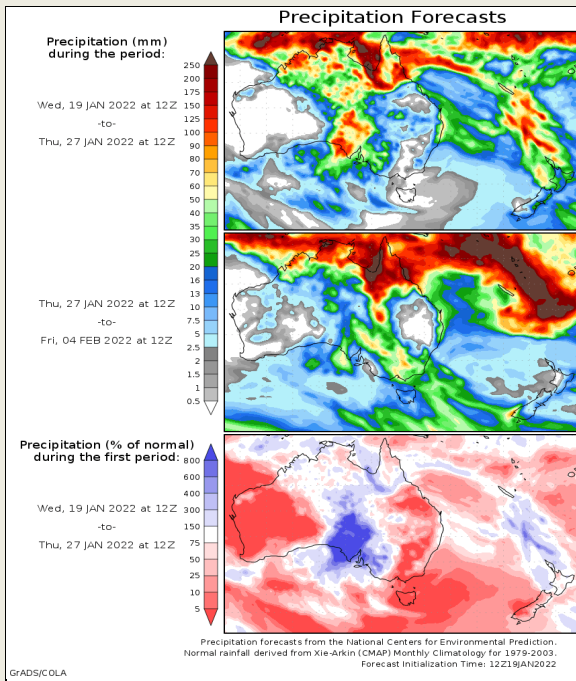 Precipitation Forecasts
Precipitation (mm)
during the period:
Wed, 19 JAN 2022 at 12Z
-to-
Thu, 27 JAN 2022 at 12Z
250
200
175
150
125
100
90
80
70
60
50
40
35
30
25
20
16
13
10
7.5
5
2.5
2
1.5
1
0.5
Thu, 27 JAN 2022 at 12Z
-to-
Fri, 04 FEB 2022 at 12Z
Precipitation (% of normal)
during the first period:
Wed, 19 JAN 2022 at 12Z
-to-
Thu, 27 JAN 2022 at 12Z
800
600
400
300
150
75
50
25
10
5
Precipitation forecasts from the National Centers for Environmental Prediction.
Normal rainfall derived from Xie-Arkin (CMAP) Monthly Climatology for 1979-2003.
Forecast Initialization Time: 12Z19JAN2022
GrADS/COLA